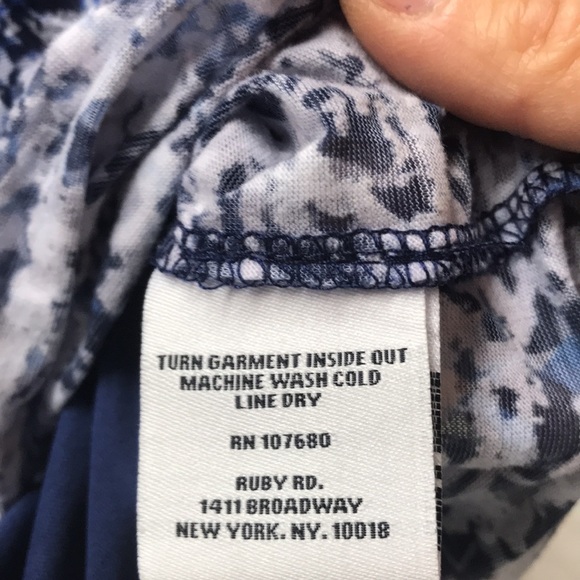 TURN GARMENT INSIDE OUT
MACHINE WASH COLD
LINE DRY
RN 107680
RUBY RD.
1411 BROADWAY
NEW YORK. NY. 10018